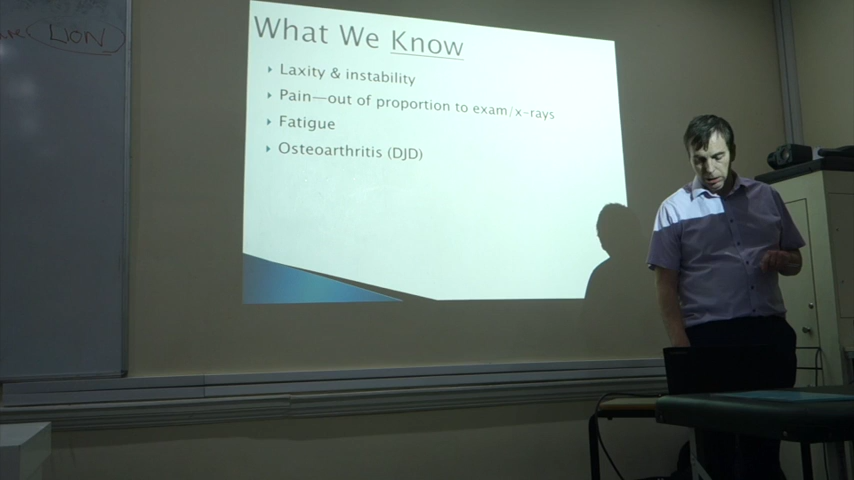 LION
What We Know
Laxity & instability
Pain—out of proportion to exam/x-rays
Fatigue
Osteoarthritis (DJD)